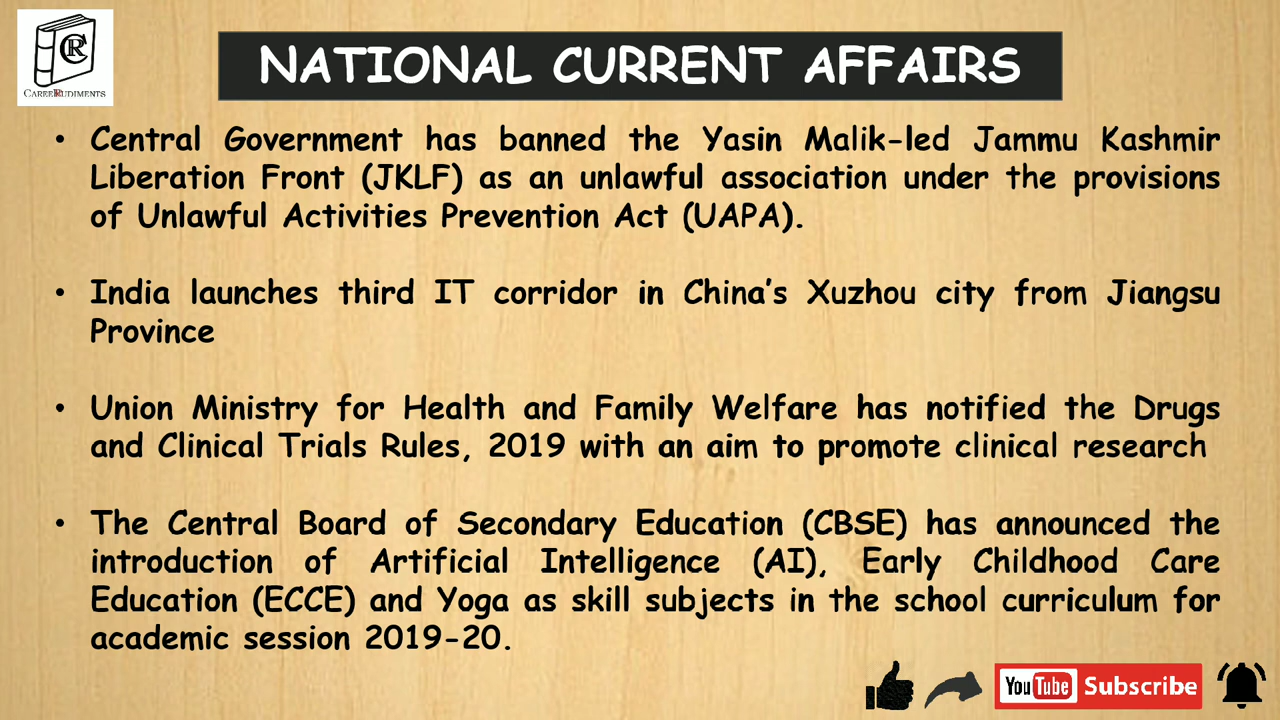 CR
CAREERUDIMENTS
NATIONAL CURRENT AFFAIRS
• Central Government has banned the Yasin Malik-led Jammu Kashmir
Liberation Front (JKLF) as an unlawful association under the provisions
of Unlawful Activities Prevention Act (UAPA).
• India launches third IT corridor in China's Xuzhou city from Jiangsu
Province
• Union Ministry for Health and Family Welfare has notified the Drugs
and Clinical Trials Rules, 2019 with an aim to promote clinical research
• The Central Board of Secondary Education (CBSE) has announced the
introduction of Artificial Intelligence (AI), Early Childhood Care
Education (ECCE) and Yoga as skill subjects in the school curriculum for
academic session 2019-20.
YouTube Subscribe